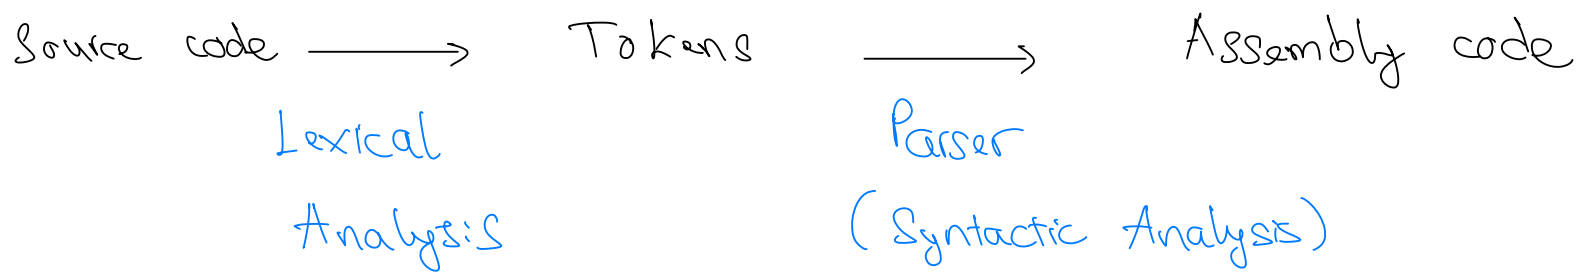 Source code → Tokens → Assembly code
Lexical Parser
Analysis (Syntactic Analysis)